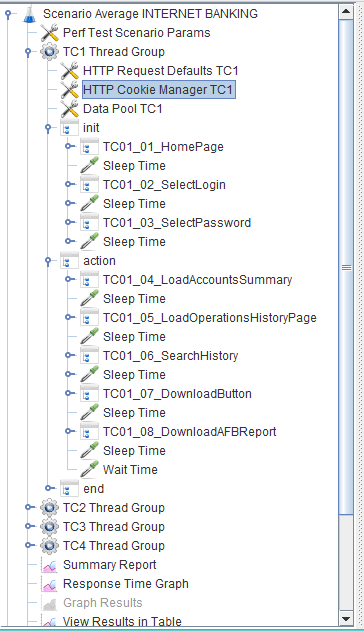 Scenario Average INTERNET BANKING
Perf Test Scenario Params
TC1 Thread Group
HTTP Request Defaults TC1
HTTP Cookie Manager TC1
Data Pool TC1
init
TC01_01_HomePage
Sleep Time
TC01_02_SelectLogin
Sleep Time
TC01_03_SelectPassword
Sleep Time
action
TC01_04_LoadAccountsSummary
Sleep Time
TC01_05_LoadOperationsHistoryPage
Sleep Time
TC01_06_SearchHistory
Sleep Time
TC01_07_DownloadButton
Sleep Time
TC01_08_DownloadAFBReport
Sleep Time
Wait Time
end
TC2 Thread Group
TC3 Thread Group
TC4 Thread Group
Summary Report
Response Time Graph
Graph Results
View Results in Table